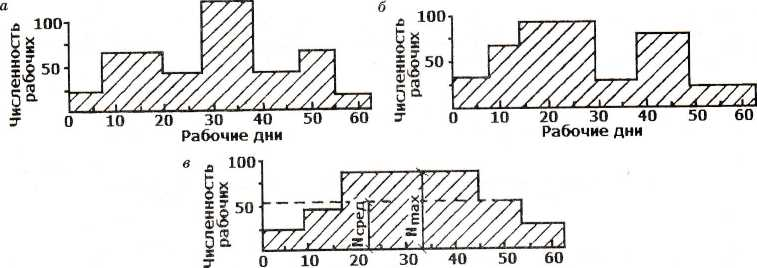 а
Численность рабочих
100
50
0 10 20 30 40 50 60
Рабочие дни
б
Численность рабочих
100
50
0 10 20 30 40 50 60
Рабочие дни
в
Численность рабочих
100
50
Nсред
Nmax
0 10 20 30 40 50 60